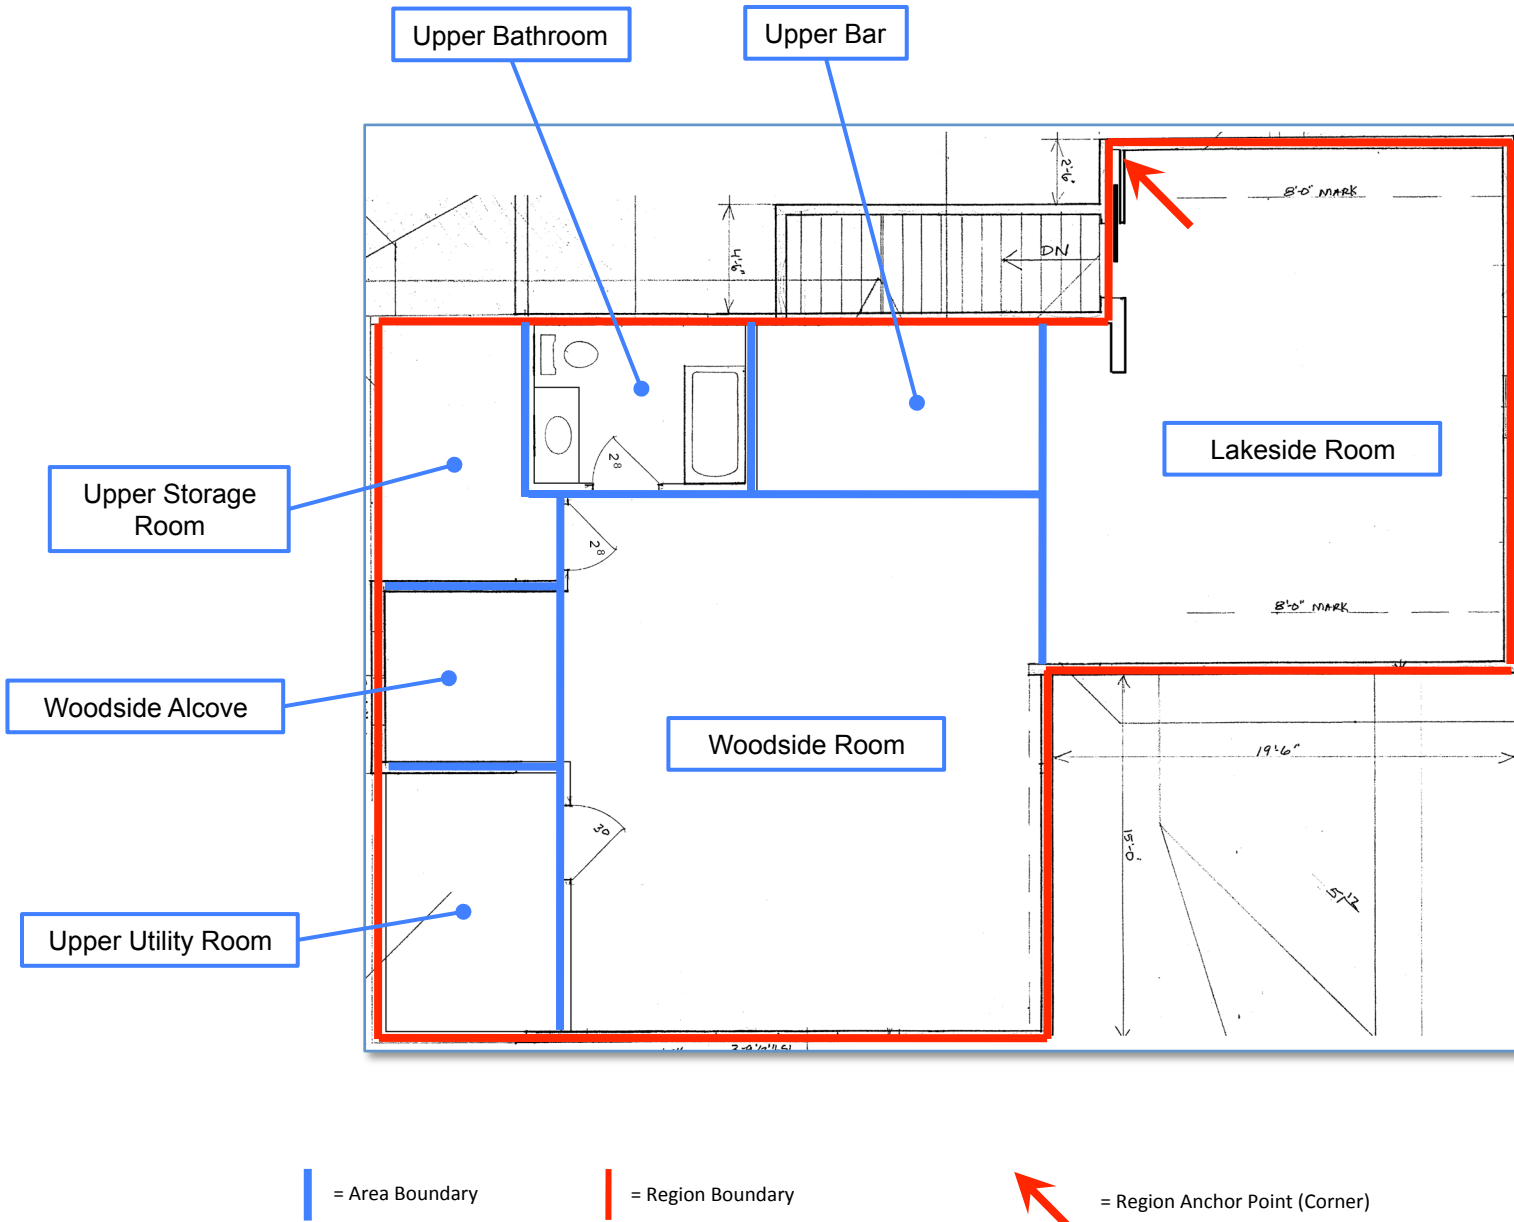 Upper Bathroom
Upper Bar
2'-6"
8'-0" MARK
4'-6"
DN
2⁸
Lakeside Room
Upper Storage
Room
2⁸
8'-0" MARK
Woodside Alcove
Woodside Room
19'-6"
30
15'-0"
5/12
Upper Utility Room
= Area Boundary
= Region Boundary
= Region Anchor Point (Corner)